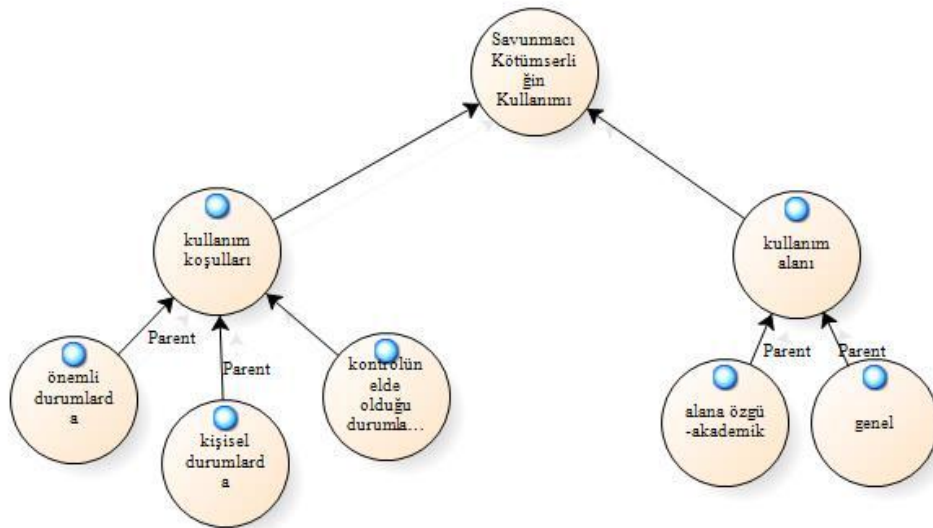 Savunmacı
Kötümserli
ğin
Kullanımı
kullanım
koşulları
kullanım
alanı
Parent
Parent
Parent
Parent
önemli
durumlard
a
kişisel
durumlard
a
kontrolün
elde
olduğu
durumla...
alana özgü
-akademik
genel